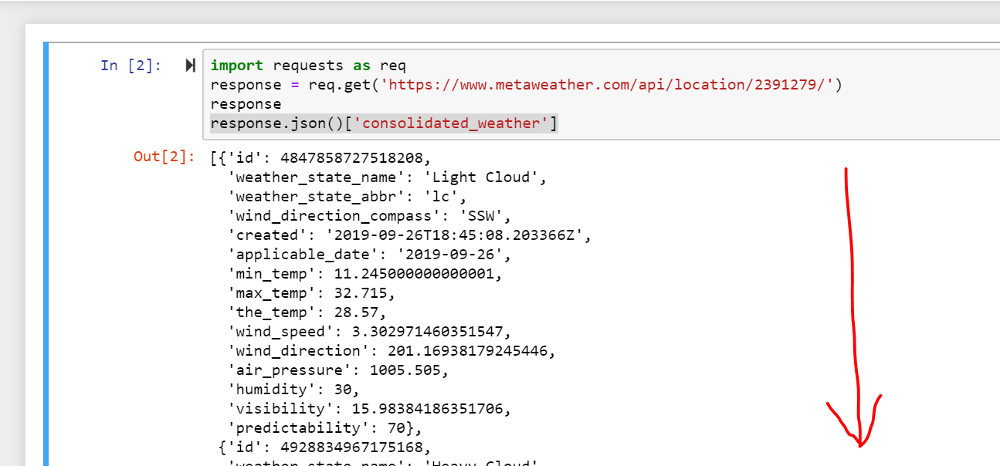 In [2]:
import requests as req
response = req.get('https://www.metaweather.com/api/location/2391279/')
response
response.json()['consolidated_weather']
Out[2]:
[{'id': 4847858727518208,
'weather_state_name': 'Light Cloud',
'weather_state_abbr': 'lc',
'wind_direction_compass': 'SSW',
'created': '2019-09-26T18:45:08.203366Z',
'applicable_date': '2019-09-26',
'min_temp': 11.245000000000001,
'max_temp': 32.715,
'the_temp': 28.57,
'wind_speed': 3.302971460351547,
'wind_direction': 201.16938179245446,
'air_pressure': 1005.505,
'humidity': 30,
'visibility': 15.98384186351706,
'predictability': 70},
{'id': 4928834967175168,
'weather_state_name': 'Heavy Cloud'